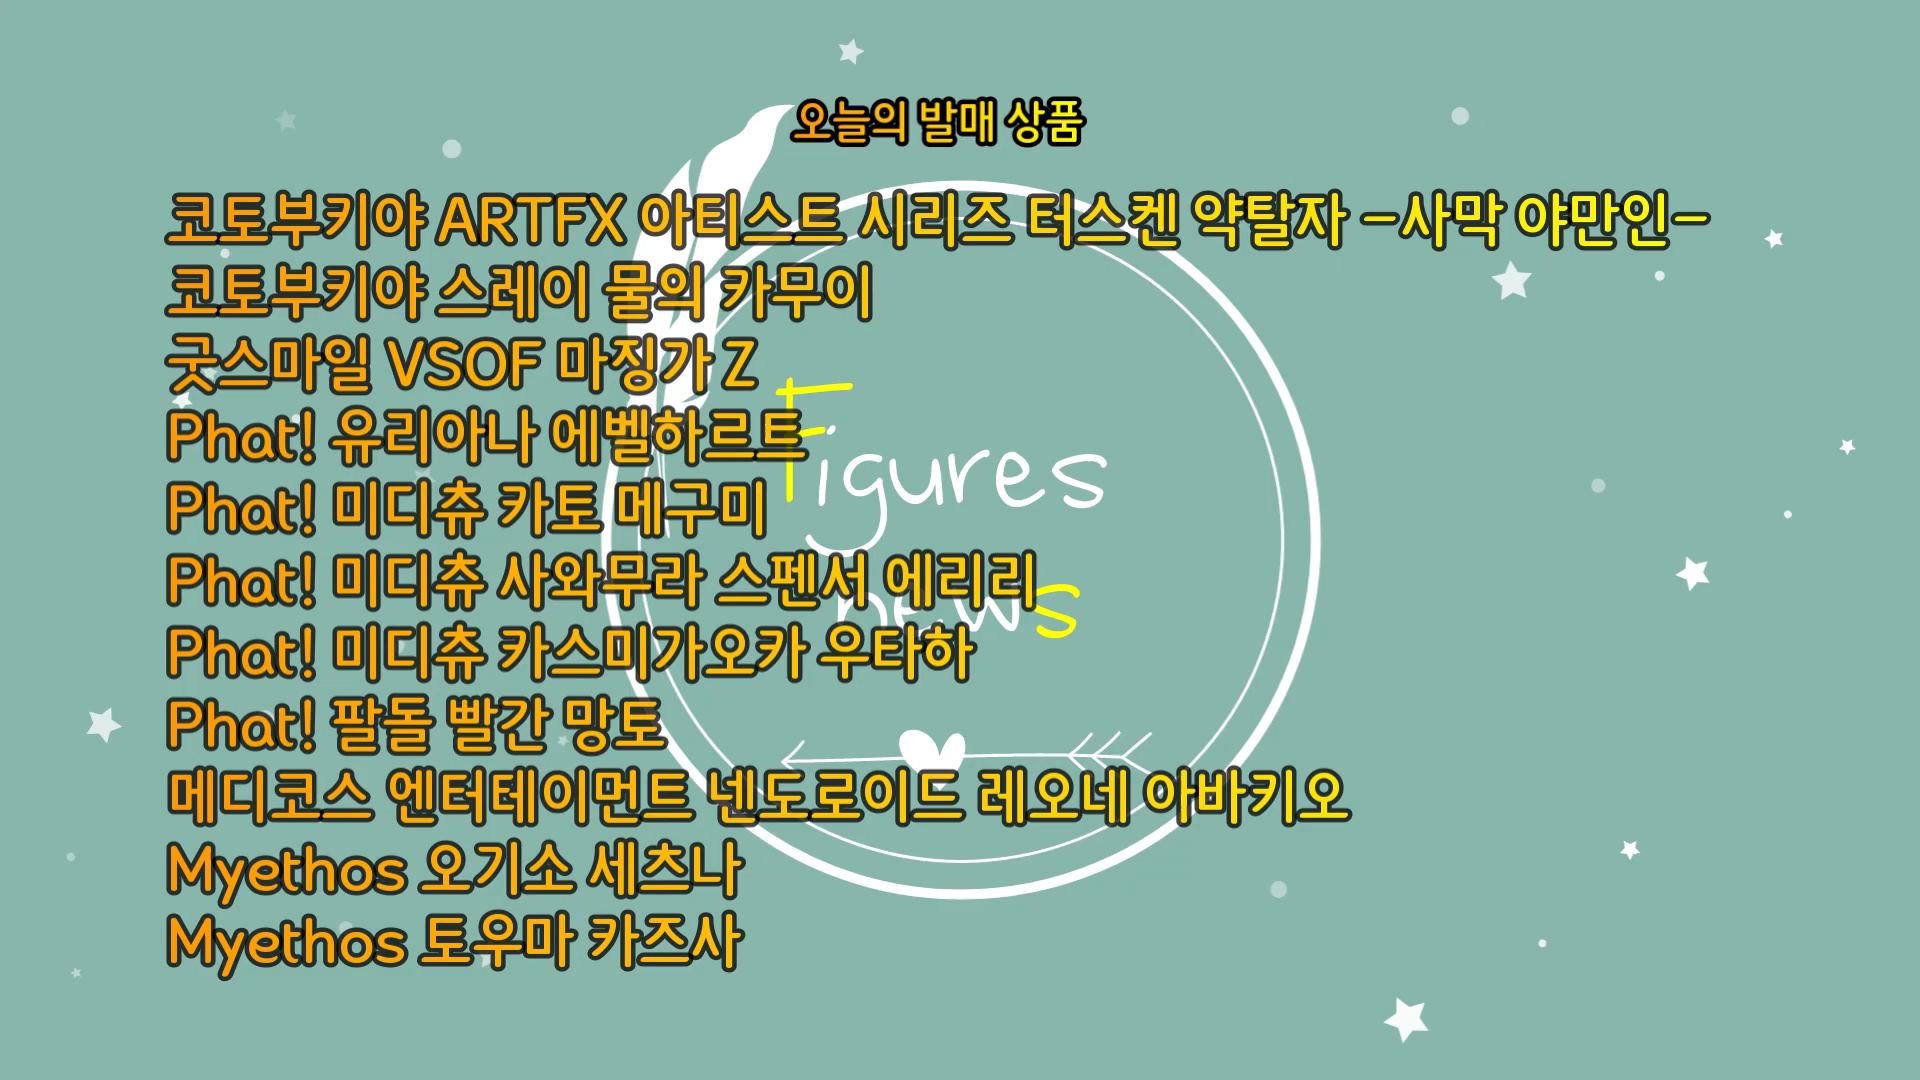 오늘의 발매 상품
코토부키야 ARTFX 아티스트 시리즈 터스켄 약탈자 -사막 야만인-
코토부키야 스레이 물의 카무이
굿스마일 VSOF 마징가 Z
Phat! 유리아나 에벨하르트
Phat! 미디츄 카토 메구미
Phat! 미디츄 사와무라 스펜서 에리리
Phat! 미디츄 카스미가오카 우타하
Phat! 팔돌 빨간 망토
메디코스 엔터테이먼트 넨도로이드 레오네 아바키오
Myethos 오기소 세츠나
Myethos 토우마 카즈사
Figures
news